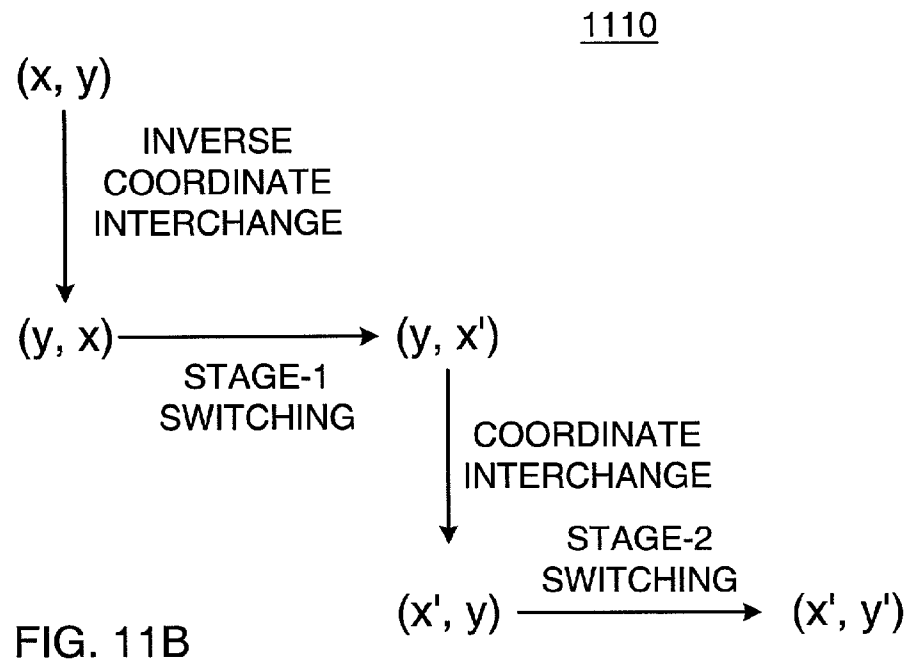 1110
(x, y)
INVERSE
COORDINATE
INTERCHANGE
(y, x)
(y, x')
STAGE-1
SWITCHING
COORDINATE
INTERCHANGE
STAGE-2
SWITCHING
(x', y)
(x', y')
FIG. 11B